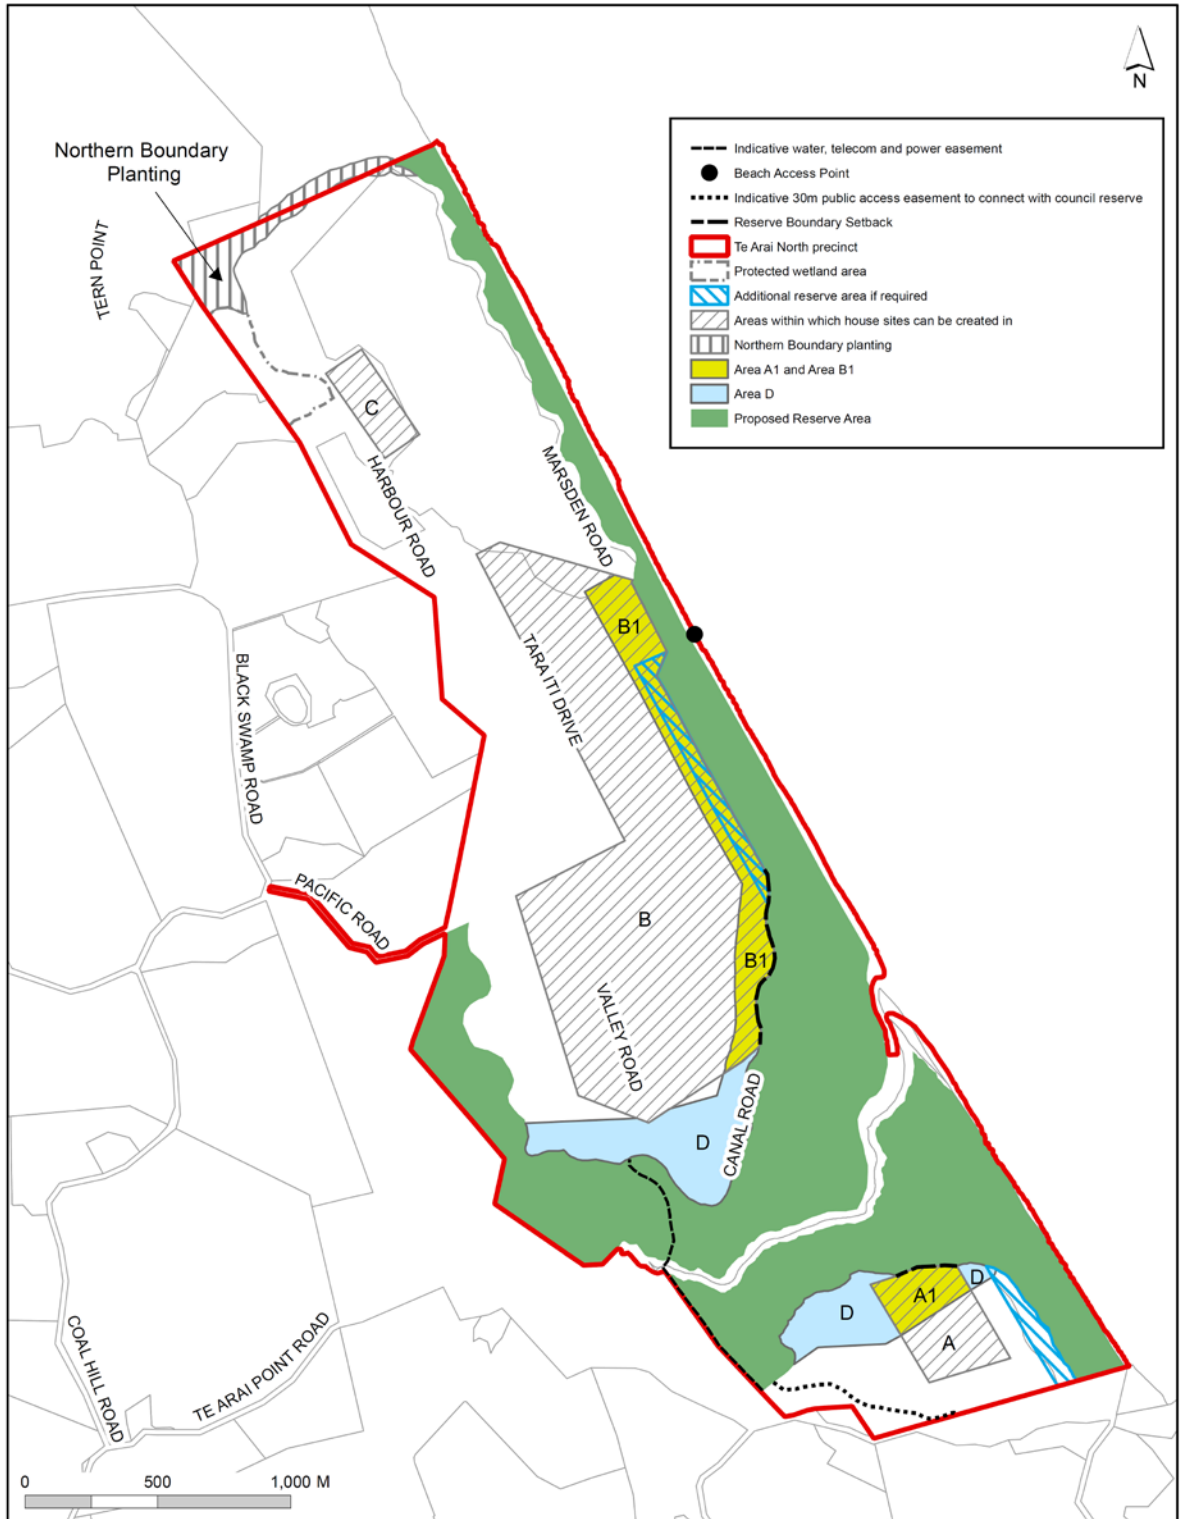 N
Indicative water, telecom and power easement
Beach Access Point
Indicative 30m public access easement to connect with council reserve
Reserve Boundary Setback
Te Arai North precinct
Protected wetland area
Additional reserve area if required
Areas within which house sites can be created in
Northern Boundary planting
Area A1 and Area B1
Area D
Proposed Reserve Area
Northern Boundary
Planting
TERN POINT
C
HARBOUR ROAD
MARSDEN ROAD
B1
TARA ITI DRIVE
BLACK SWAMP ROAD
PACIFIC ROAD
B
B1
VALLEY ROAD
CANAL ROAD
D
D
A1
D
A
COAL HILL ROAD
TE ARAI POINT ROAD
0 500 1,000 M